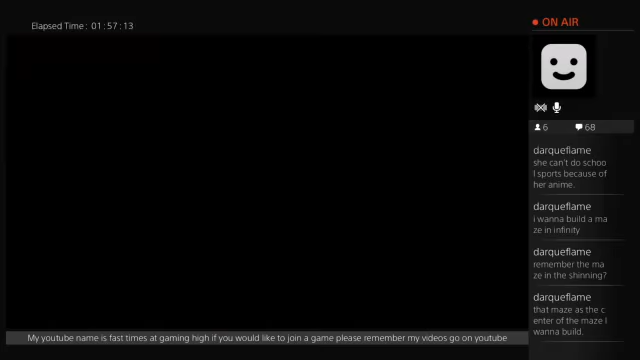 Elapsed Time : 01:57:13
ON AIR
6 68
darqueflame
she can't do schoo
l sports because of
her anime.
darqueflame
i wanna build a ma
ze in infinity
darqueflame
remember the ma
ze in the shinning?
darqueflame
that maze as the c
enter of the maze I
wanna build.
My youtube name is fast times at gaming high if you would like to join a game please remember my videos go on youtube